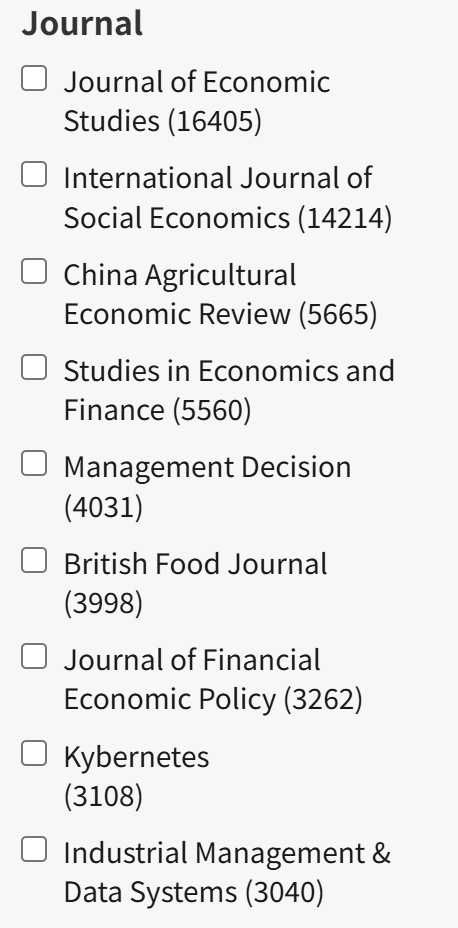 Journal
Journal of Economic
Studies (16405)
International Journal of
Social Economics (14214)
China Agricultural
Economic Review (5665)
Studies in Economics and
Finance (5560)
Management Decision
(4031)
British Food Journal
(3998)
Journal of Financial
Economic Policy (3262)
Kybernetes
(3108)
Industrial Management &
Data Systems (3040)